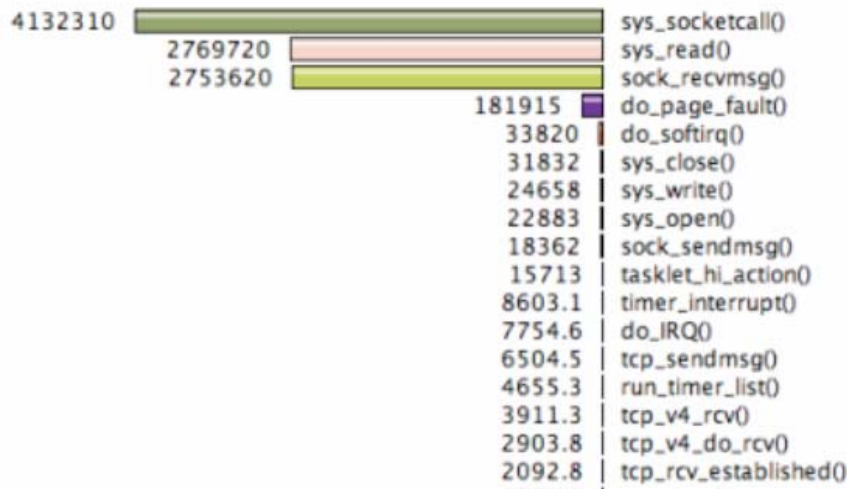 4132310 sys_socketcall()
2769720 sys_read()
2753620 sock_recvmsg()
181915 do_page_fault()
33820 do_softirq()
31832 sys_close()
24658 sys_write()
22883 sys_open()
18362 sock_sendmsg()
15713 tasklet_hi_action()
8603.1 timer_interrupt()
7754.6 do_IRQ()
6504.5 tcp_sendmsg()
4655.3 run_timer_list()
3911.3 tcp_v4_rcv()
2903.8 tcp_v4_do_rcv()
2092.8 tcp_rcv_established()